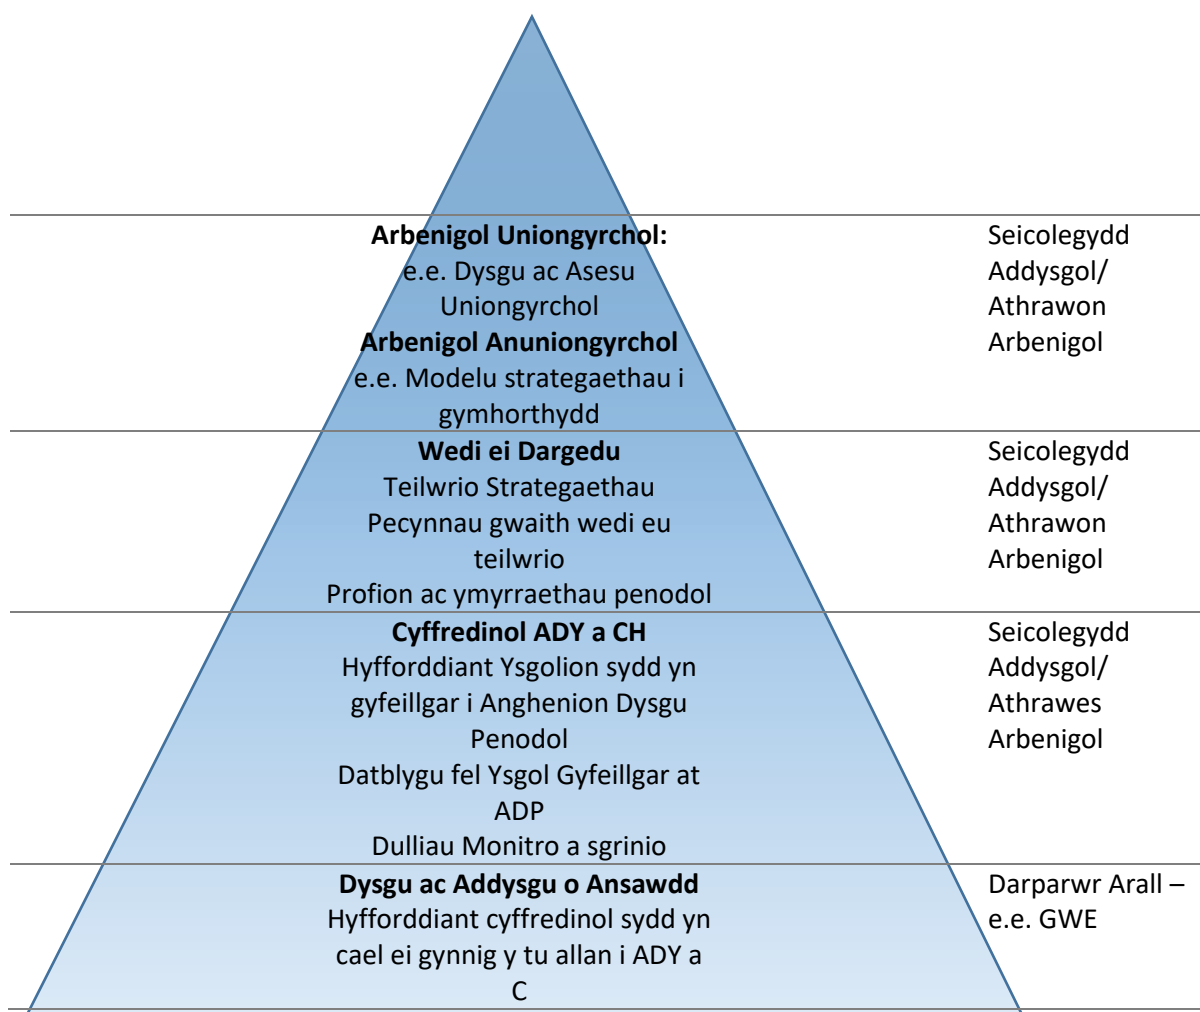 Arbenigol Uniongyrchol:
e.e. Dysgu ac Asesu
Uniongyrchol
Arbenigol Anuniongyrchol
e.e. Modelu strategaethau i
gymhorthydd
Seicolegydd
Addysgol/
Athrawon
Arbenigol
Wedi ei Dargedu
Teilwrio Strategaethau
Pecynnau gwaith wedi eu
teilwrio
Profion ac ymyrraethau penodol
Seicolegydd
Addysgol/
Athrawon
Arbenigol
Cyffredinol ADY a CH
Hyfforddiant Ysgolion sydd yn
gyfeillgar i Anghenion Dysgu
Penodol
Datblygu fel Ysgol Gyfeillgar at
ADP
Dulliau Monitro a sgrinio
Seicolegydd
Addysgol/
Athrawes
Arbenigol
Dysgu ac Addysgu o Ansawdd
Hyfforddiant cyffredinol sydd yn
cael ei gynnig y tu allan i ADY a
C
Darparwr Arall –
e.e. GWE